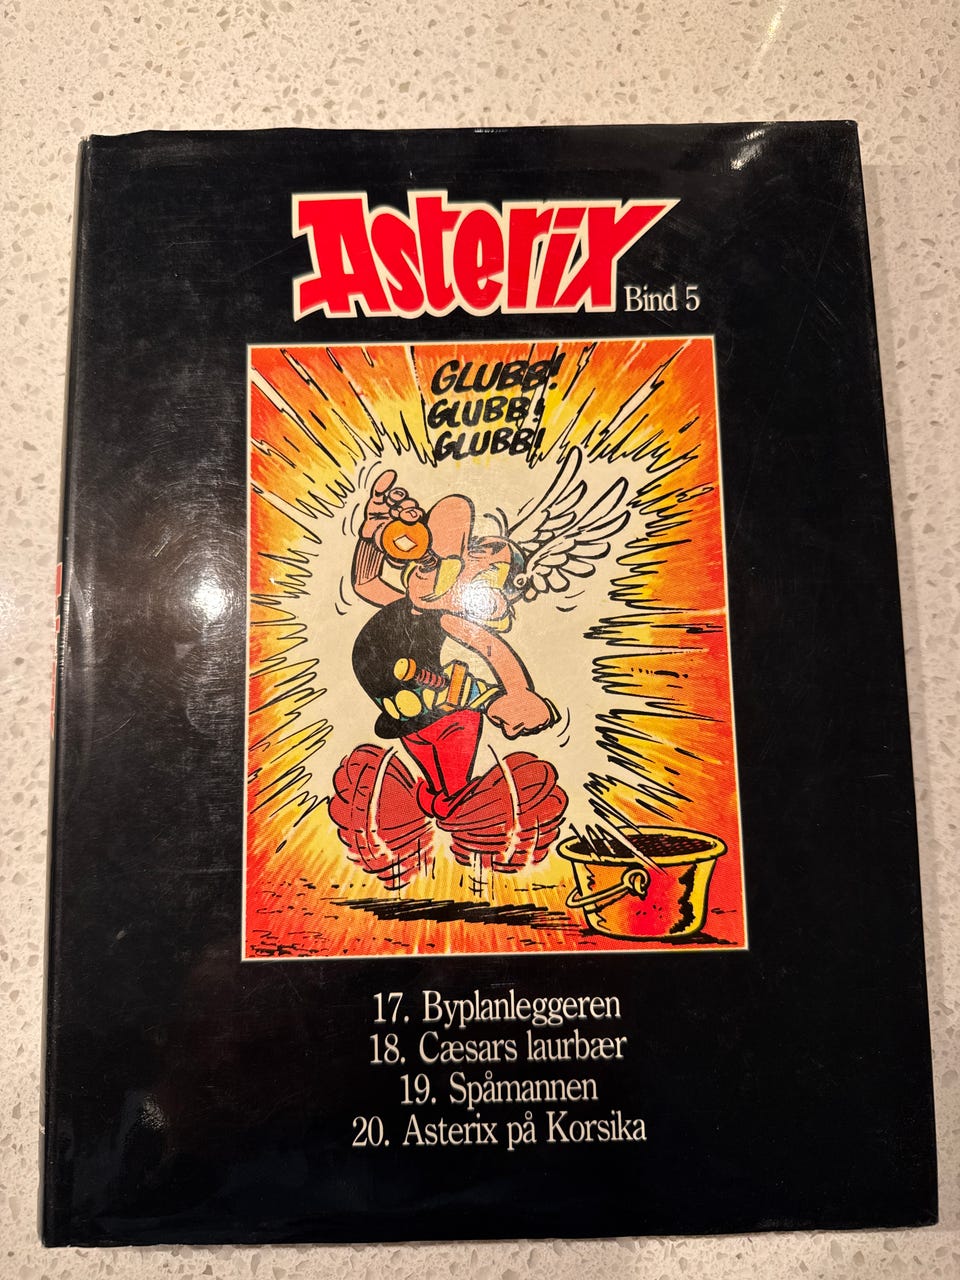 Asterix
Bind 5
GLUBB!
GLUBB!
GLUBB!
17. Byplanleggeren
18. Cæsars laurbær
19. Spåmannen
20. Asterix på Korsika